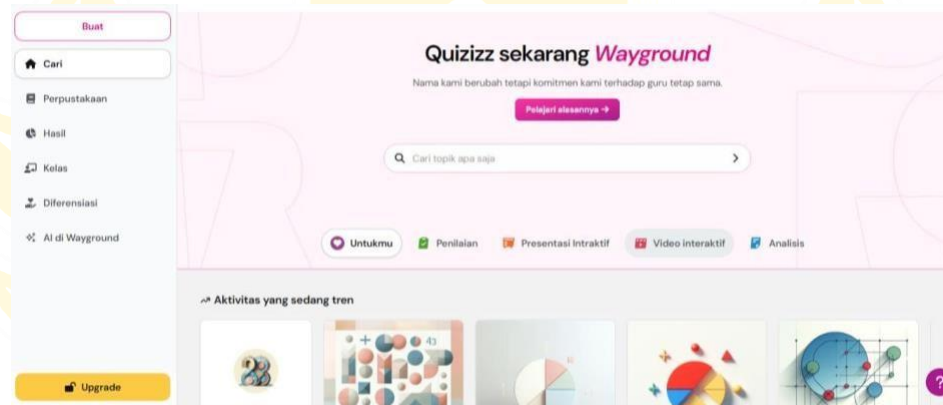 Buat
Cari
Perpustakaan
Hasil
Kelas
Diferensiasi
AI di Wayground
Upgrade
Quizizz sekarang Wayground
Nama kami berubah tetapi komitmen kami terhadap guru tetap sama.
Pelajari alasannya →
Cari topik apa saja
Untukmu
Penilaian
Presentasi Intraktif
Video interaktif
Analisis
Aktivitas yang sedang tren
?